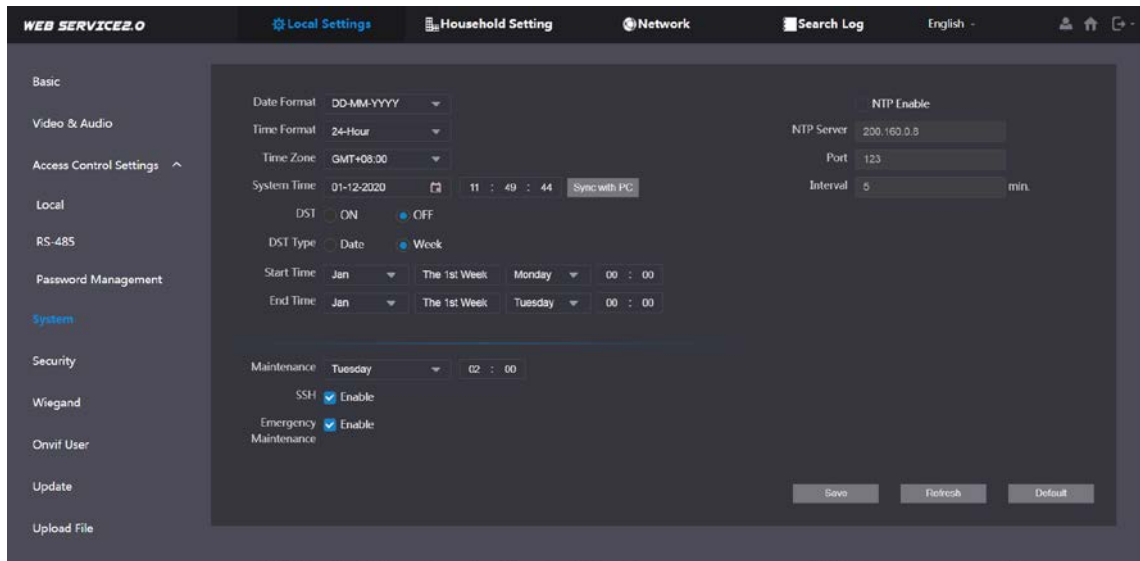 WEB SERVICE2.0
Local Settings
Household Setting
Network
Search Log
English -
Basic
Video & Audio
Access Control Settings
Local
RS-485
Password Management
System
Security
Wiegand
Onvif User
Update
Upload File
Date Format DD-MM-YYYY
Time Format 24-Hour
Time Zone GMT+08:00
System Time 01-12-2020 11 : 49 : 44 Sync with PC
DST ON OFF
DST Type Date Week
Start Time Jan The 1st Week Monday 00 : 00
End Time Jan The 1st Week Tuesday 00 : 00
Maintenance Tuesday 02 : 00
SSH Enable
Emergency Enable
Maintenance
NTP Enable
NTP Server 200.160.0.8
Port 123
Interval 5 min.
Save Refresh Default